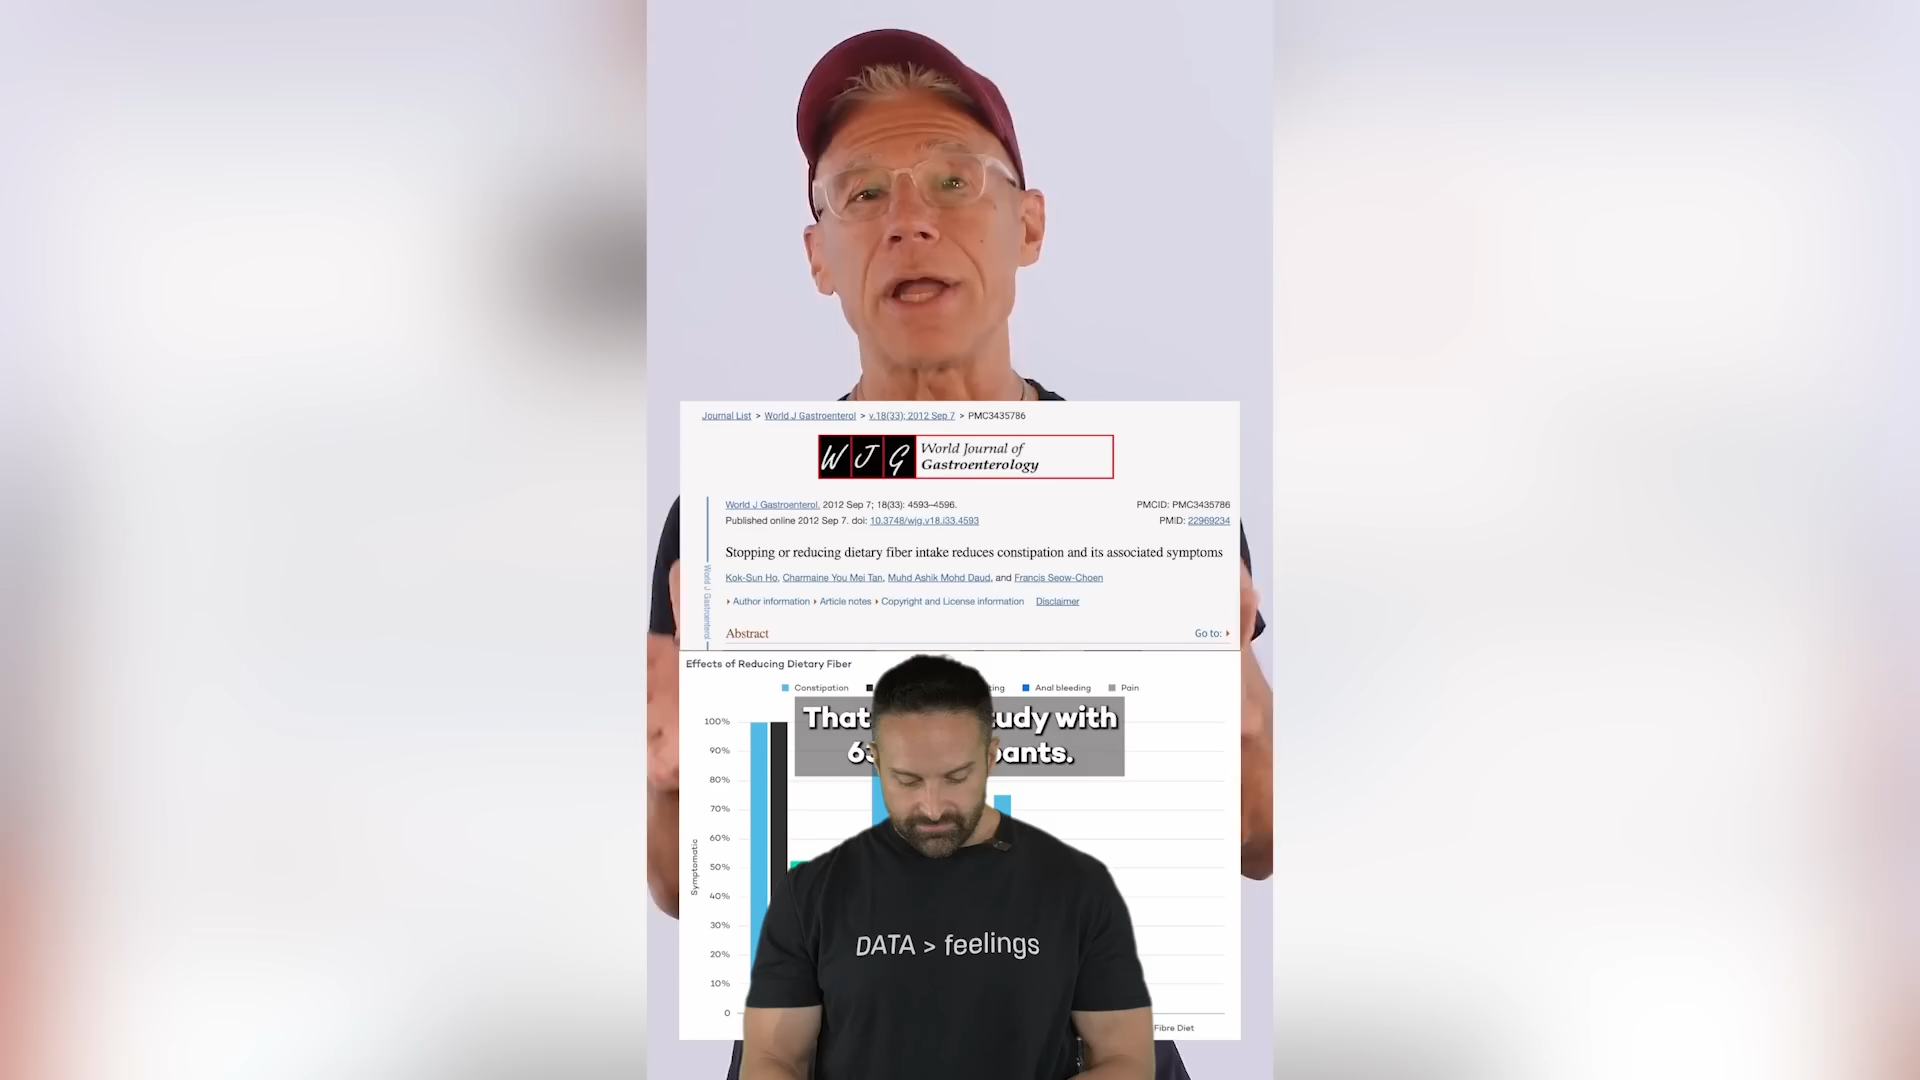 Journal List > World J Gastroenterol > v.18(33); 2012 Sep 7 > PMC3435786
W J G World Journal of
Gastroenterology
World J Gastroenterol. 2012 Sep 7; 18(33): 4593–4596.
PMCID: PMC3435786
Published online 2012 Sep 7. doi: 10.3748/wjg.v18.i33.4593
PMID: 22969234
World J Gastroenterol
Stopping or reducing dietary fiber intake reduces constipation and its associated symptoms
Kok-Sun Ho, Charmaine You Mei Tan, Muhd Ashik Mohd Daud, and Francis Seow-Choen
Author information Article notes Copyright and License information Disclaimer
Abstract
Go to:
Effects of Reducing Dietary Fiber
Constipation Anal bleeding Pain
That with
100%
90%
80%
70%
60%
50%
40%
30%
20%
10%
0
Symptomatic
Fibre Diet
DATA > feelings